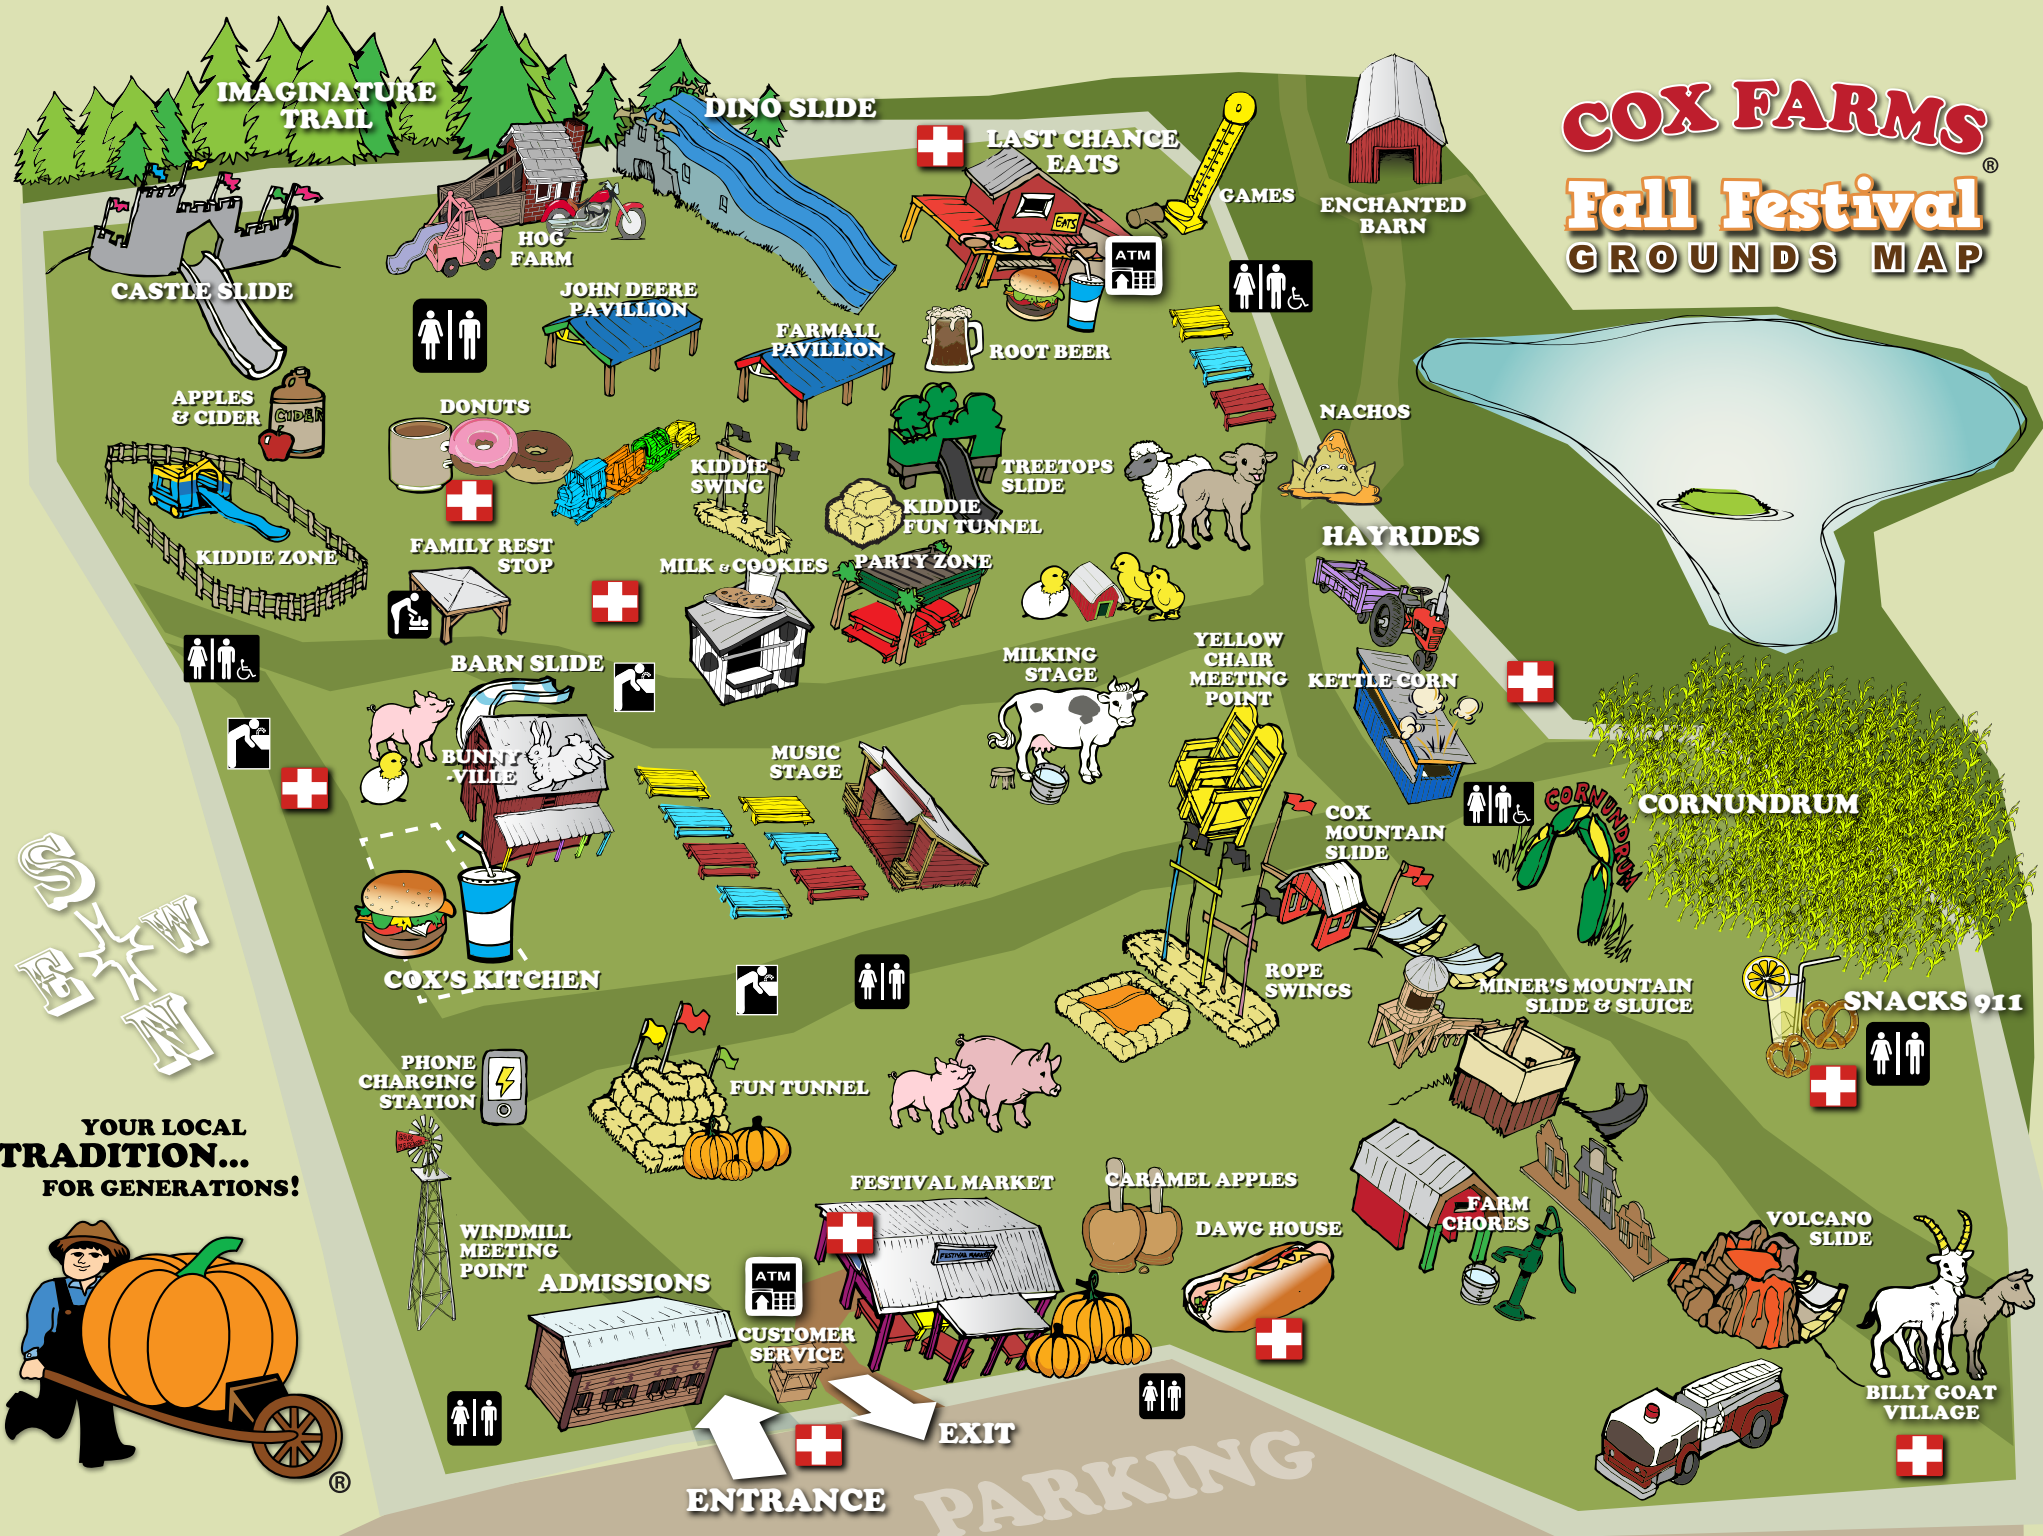 IMAGINATURE
TRAIL
DINO SLIDE
LAST CHANCE
EATS
EATS
GAMES
ATM
ENCHANTED
BARN
COX FARMS
®
Fall Festival
GROUNDS MAP
CASTLE SLIDE
HOG
FARM
JOHN DEERE
PAVILLION
FARMALL
PAVILLION
ROOT BEER
APPLES
& CIDER
CIDER
DONUTS
KIDDIE
SWING
TREETOPS
SLIDE
KIDDIE
FUN TUNNEL
NACHOS
HAYRIDES
KIDDIE ZONE
FAMILY REST
STOP
MILK & COOKIES
PARTY ZONE
BARN SLIDE
BUNNY
-VILLE
MILKING
STAGE
YELLOW
CHAIR
MEETING
POINT
KETTLE CORN
MUSIC
STAGE
COX
MOUNTAIN
SLIDE
CORNUNDRUM
CORNUNDRUM
S
W
E
N
COX'S KITCHEN
ROPE
SWINGS
MINER'S MOUNTAIN
SLIDE & SLUICE
SNACKS 911
PHONE
CHARGING
STATION
FUN TUNNEL
YOUR LOCAL
TRADITION...
FOR GENERATIONS!
®
WINDMILL
MEETING
POINT
ADMISSIONS
ATM
CUSTOMER
SERVICE
FESTIVAL MARKET
FESTIVAL MARKET
CARAMEL APPLES
DAWG HOUSE
FARM
CHORES
VOLCANO
SLIDE
BILLY GOAT
VILLAGE
EXIT
ENTRANCE
PARKING